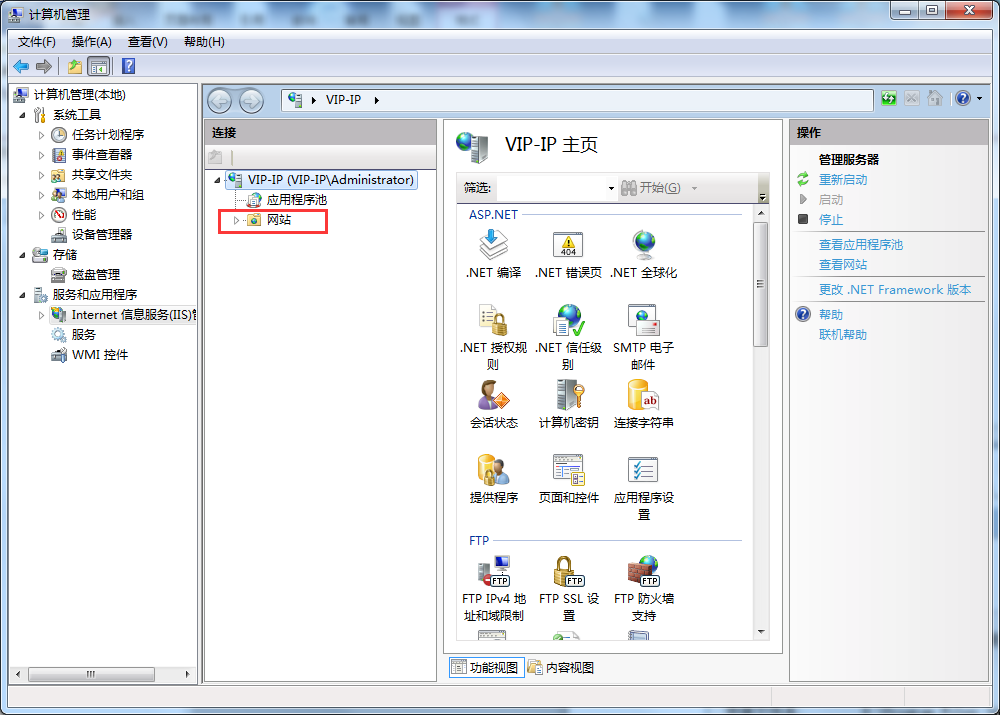 计算机管理
文件(F) 操作(A) 查看(V) 帮助(H)
计算机管理(本地)
系统工具
任务计划程序
事件查看器
共享文件夹
本地用户和组
性能
设备管理器
存储
磁盘管理
服务和应用程序
Internet 信息服务(IIS)管
服务
WMI 控件
VIP-IP
连接
VIP-IP (VIP-IP\Administrator)
应用程序池
网站
VIP-IP 主页
筛选: 开始(G)
ASP.NET
.NET 编译 .NET 错误页 .NET 全球化
404
.NET 授权规 .NET 信任级 SMTP 电子
则 别 邮件
ab
会话状态 计算机密钥 连接字符串
提供程序 页面和控件 应用程序设
置
FTP
FTP FTP FTP
FTP IPv4 地 FTP SSL 设 FTP 防火墙
址和域限制 置 支持
功能视图 内容视图
操作
管理服务器
重新启动
启动
停止
查看应用程序池
查看网站
更改 .NET Framework 版本
帮助
联机帮助